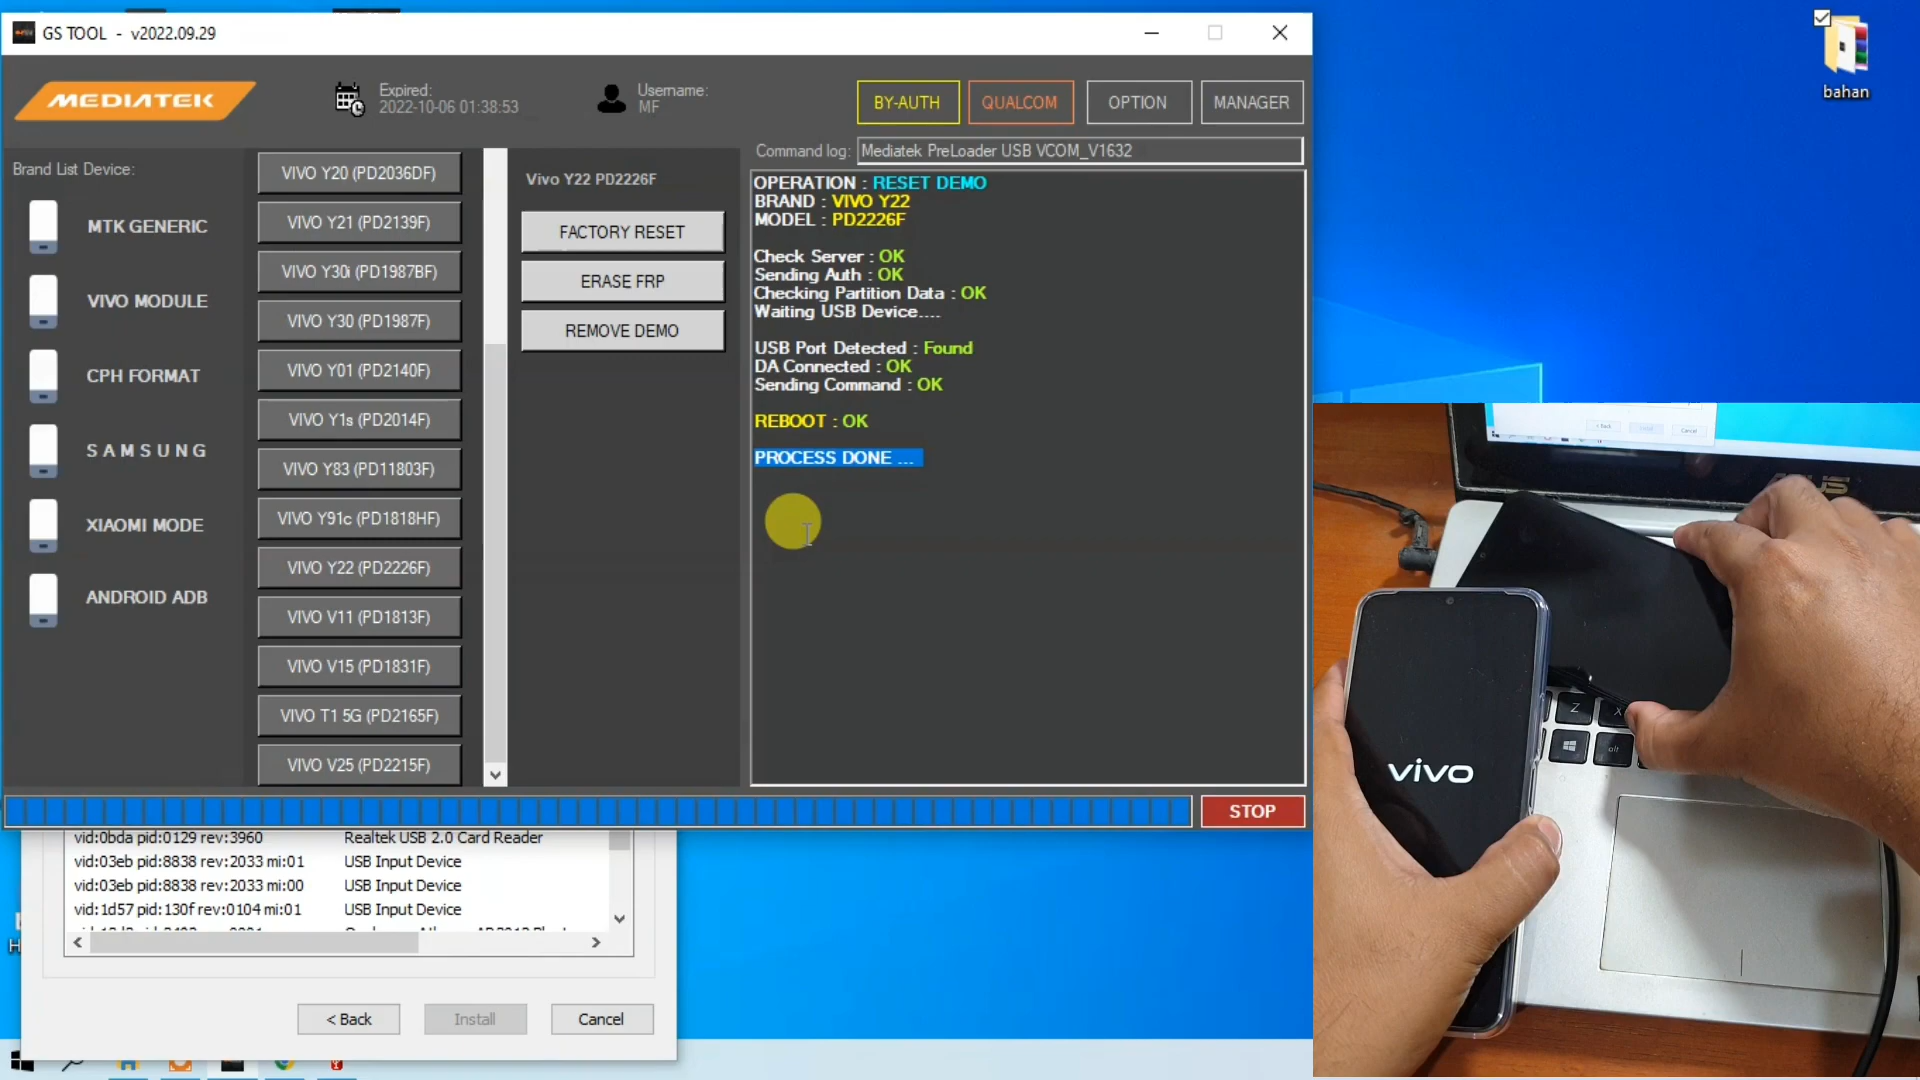 GS TOOL - v2022.09.29
MEDIATEK
Expired:
2022-10-06 01:38:53
Username:
MF
BY-AUTH
QUALCOM
OPTION
MANAGER
Command log:
Mediatek PreLoader USB VCOM_V1632
Brand List Device:
MTK GENERIC
VIVO MODULE
CPH FORMAT
S A M S U N G
XIAOMI MODE
ANDROID ADB
VIVO Y20 (PD2036DF)
VIVO Y21 (PD2139F)
VIVO Y30i (PD1987BF)
VIVO Y30 (PD1987F)
VIVO Y01 (PD2140F)
VIVO Y1s (PD2014F)
VIVO Y83 (PD11803F)
VIVO Y91c (PD1818HF)
VIVO Y22 (PD2226F)
VIVO V11 (PD1813F)
VIVO V15 (PD1831F)
VIVO T1 5G (PD2165F)
VIVO V25 (PD2215F)
Vivo Y22 PD2226F
FACTORY RESET
ERASE FRP
REMOVE DEMO
OPERATION : RESET DEMO
BRAND : VIVO Y22
MODEL : PD2226F
Check Server : OK
Sending Auth : OK
Checking Partition Data : OK
Waiting USB Device....
USB Port Detected : Found
DA Connected : OK
Sending Command : OK
REBOOT : OK
PROCESS DONE ...
STOP
vid:0bda pid:0129 rev:3960 Realtek USB 2.0 Card Reader
vid:03eb pid:8838 rev:2033 mi:01 USB Input Device
vid:03eb pid:8838 rev:2033 mi:00 USB Input Device
vid:1d57 pid:130f rev:0104 mi:01 USB Input Device
< Back
Install
Cancel
bahan
< Back
Cancel
ASUS
Z
X
alt
vivo